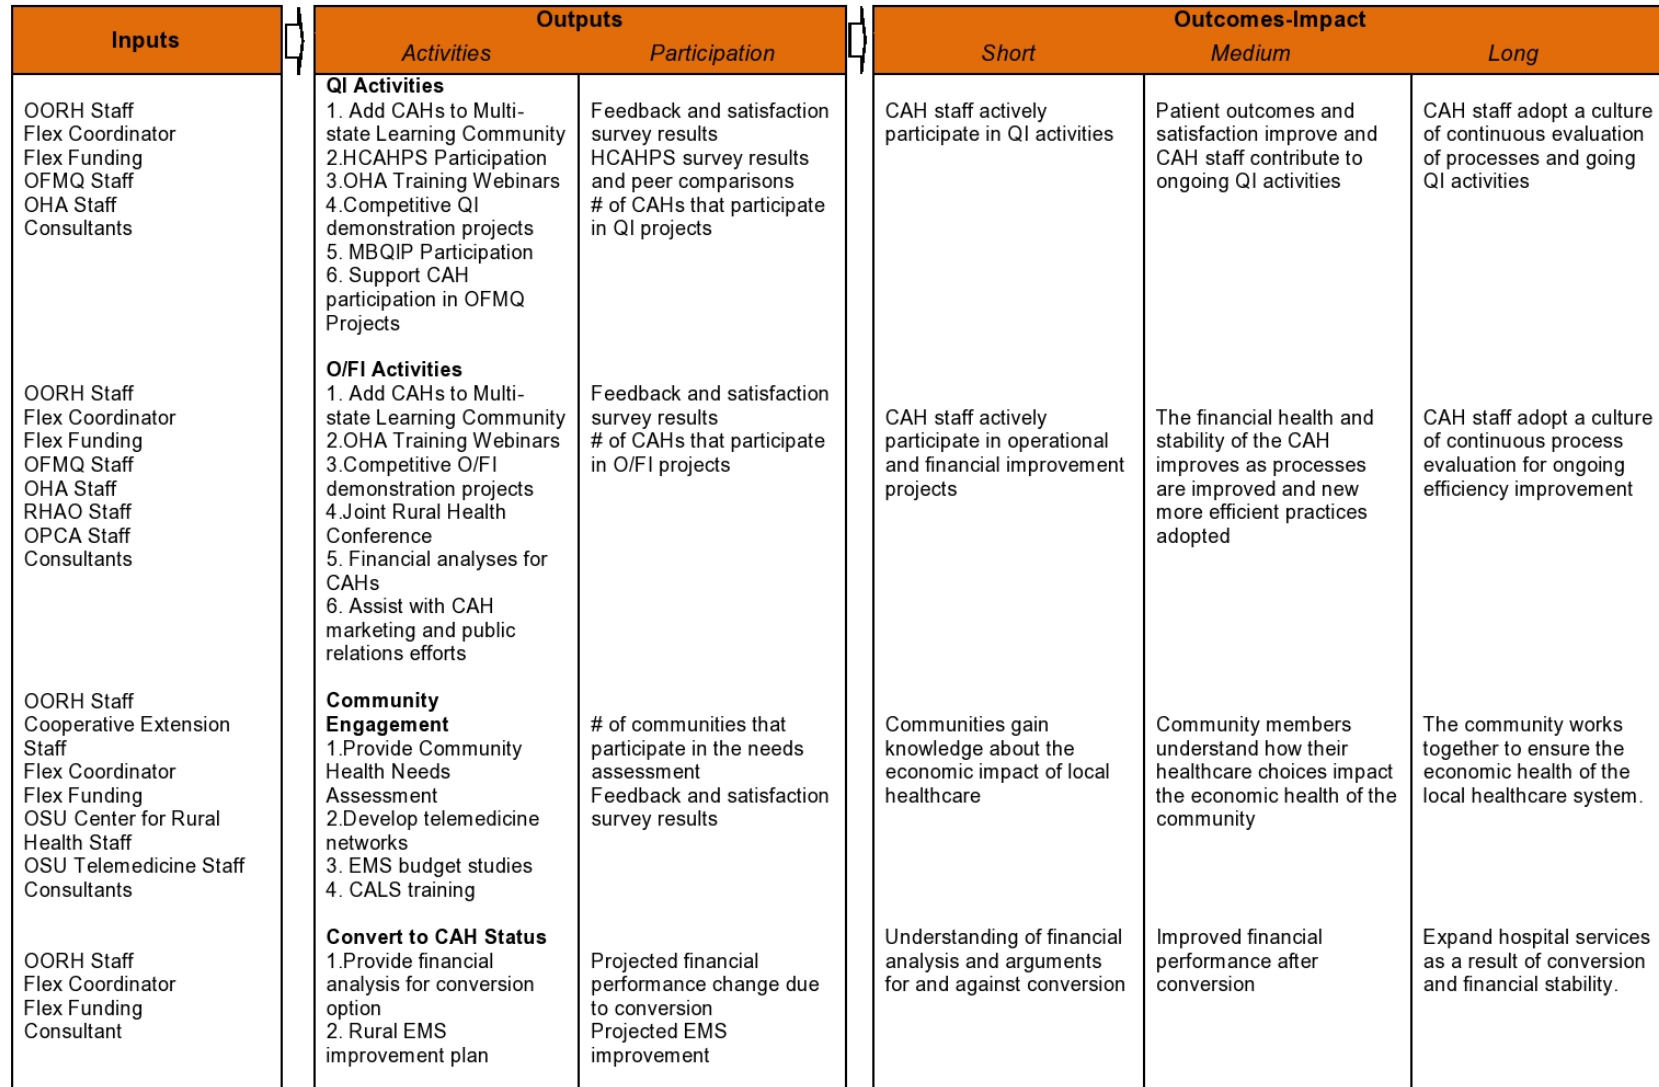 Inputs
Outputs
Activities
Participation
Outcomes-Impact
Short
Medium
Long
OORH Staff
Flex Coordinator
Flex Funding
OFMQ Staff
OHA Staff
Consultants
QI Activities
1. Add CAHs to Multi-
state Learning Community
2.HCAHPS Participation
3.OHA Training Webinars
4.Competitive QI
demonstration projects
5. MBQIP Participation
6. Support CAH
participation in OFMQ
Projects
Feedback and satisfaction
survey results
HCAHPS survey results
and peer comparisons
# of CAHs that participate
in QI projects
CAH staff actively
participate in QI activities
Patient outcomes and
satisfaction improve and
CAH staff contribute to
ongoing QI activities
CAH staff adopt a culture
of continuous evaluation
of processes and going
QI activities
OORH Staff
Flex Coordinator
Flex Funding
OFMQ Staff
OHA Staff
RHAO Staff
OPCA Staff
Consultants
O/FI Activities
1. Add CAHs to Multi-
state Learning Community
2.OHA Training Webinars
3.Competitive O/FI
demonstration projects
4.Joint Rural Health
Conference
5. Financial analyses for
CAHs
6. Assist with CAH
marketing and public
relations efforts
Feedback and satisfaction
survey results
# of CAHs that participate
in O/FI projects
CAH staff actively
participate in operational
and financial improvement
projects
The financial health and
stability of the CAH
improves as processes
are improved and new
more efficient practices
adopted
CAH staff adopt a culture
of continuous process
evaluation for ongoing
efficiency improvement
OORH Staff
Cooperative Extension
Staff
Flex Coordinator
Flex Funding
OSU Center for Rural
Health Staff
OSU Telemedicine Staff
Consultants
Community
Engagement
1.Provide Community
Health Needs
Assessment
2.Develop telemedicine
networks
3. EMS budget studies
4. CALS training
# of communities that
participate in the needs
assessment
Feedback and satisfaction
survey results
Communities gain
knowledge about the
economic impact of local
healthcare
Community members
understand how their
healthcare choices impact
the economic health of the
community
The community works
together to ensure the
economic health of the
local healthcare system.
OORH Staff
Flex Coordinator
Flex Funding
Consultant
Convert to CAH Status
1.Provide financial
analysis for conversion
option
2. Rural EMS
improvement plan
Projected financial
performance change due
to conversion
Projected EMS
improvement
Understanding of financial
analysis and arguments
for and against conversion
Improved financial
performance after
conversion
Expand hospital services
as a result of conversion
and financial stability.